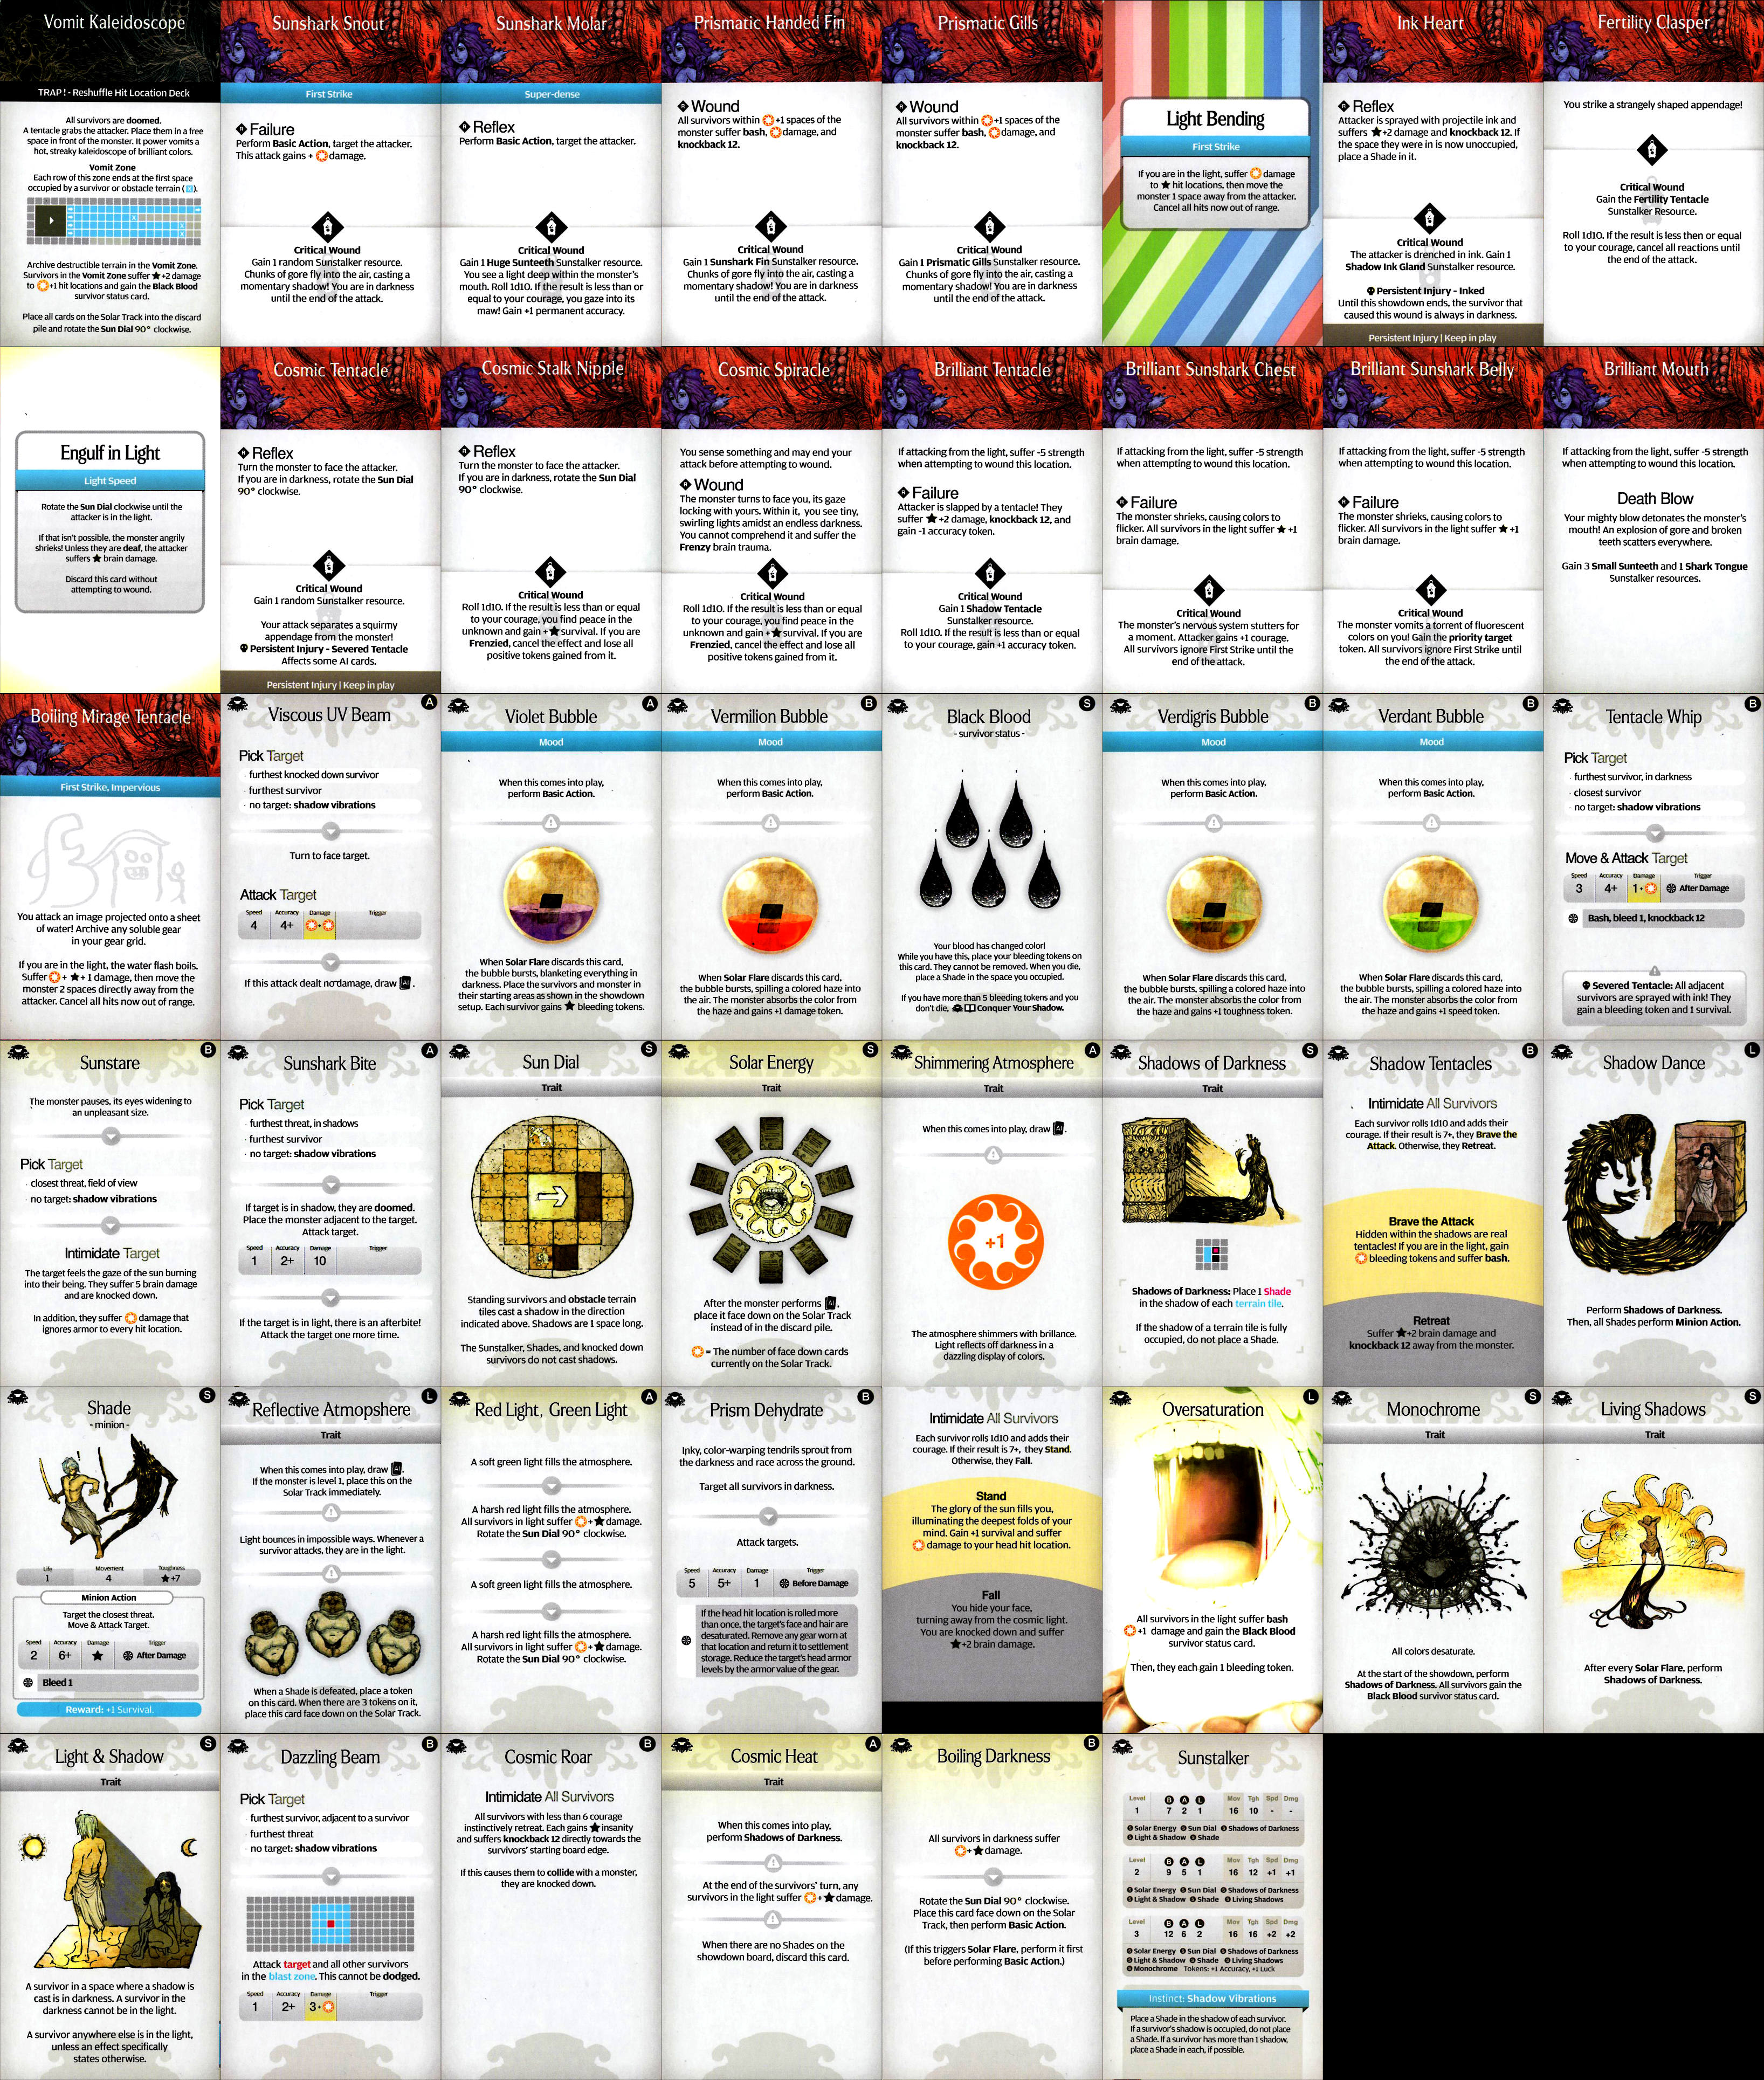 Vomit Kaleidoscope
TRAP! - Reshuffle Hit Location Deck
All survivors are doomed.
A tentacle grabs the attacker. Place them in a free
space in front of the monster. It power vomits a
hot, streaky kaleidoscope of brilliant colors.
Vomit Zone
Each row of this zone ends at the first space
occupied by a survivor or obstacle terrain (X).
Archive destructible terrain in the Vomit Zone.
Survivors in the Vomit Zone suffer ★+2 damage
to +1 hit locations and gain the Black Blood
survivor status card.
Place all cards on the Solar Track into the discard
pile and rotate the Sun Dial 90° clockwise.
Sunshark Snout
First Strike
Failure
Perform Basic Action, target the attacker.
This attack gains + damage.
Critical Wound
Gain 1 random Sunstalker resource.
Chunks of gore fly into the air, casting a
momentary shadow! You are in darkness
until the end of the attack.
Sunshark Molar
Super-dense
Reflex
Perform Basic Action, target the attacker.
Critical Wound
Gain 1 Huge Sunteeth Sunstalker resource.
You see a light deep within the monster's
mouth. Roll 1d10. If the result is less than or
equal to your courage, you gaze into its
maw! Gain +1 permanent accuracy.
Prismatic Handed Fin
Wound
All survivors within +1 spaces of the
monster suffer bash, damage, and
knockback 12.
Critical Wound
Gain 1 Sunshark Fin Sunstalker resource.
Chunks of gore fly into the air, casting a
momentary shadow! You are in darkness
until the end of the attack.
Prismatic Gills
Wound
All survivors within +1 spaces of the
monster suffer bash, damage, and
knockback 12.
Critical Wound
Gain 1 Prismatic Gills Sunstalker resource.
Chunks of gore fly into the air, casting a
momentary shadow! You are in darkness
until the end of the attack.
Light Bending
First Strike
If you are in the light, suffer damage
to ★ hit locations, then move the
monster 1 space away from the attacker.
Cancel all hits now out of range.
Ink Heart
Reflex
Attacker is sprayed with projectile ink and
suffers ★+2 damage and knockback 12. If
the space they were in is now unoccupied,
place a Shade in it.
Critical Wound
The attacker is drenched in ink. Gain 1
Shadow Ink Gland Sunstalker resource.
Persistent Injury - Inked
Until this showdown ends, the survivor that
caused this wound is always in darkness.
Persistent Injury | Keep in play
Fertility Clasper
You strike a strangely shaped appendage!
Critical Wound
Gain the Fertility Tentacle
Sunstalker Resource.
Roll 1d10. If the result is less then or equal
to your courage, cancel all reactions until
the end of the attack.
Engulf in Light
Light Speed
Rotate the Sun Dial clockwise until the
attacker is in the light.
If that isn't possible, the monster angrily
shrieks! Unless they are deaf, the attacker
suffers ★ brain damage.
Discard this card without
attempting to wound.
Cosmic Tentacle
Reflex
Turn the monster to face the attacker.
If you are in darkness, rotate the Sun Dial
90° clockwise.
Critical Wound
Gain 1 random Sunstalker resource.
Your attack separates a squirmy
appendage from the monster!
Persistent Injury - Severed Tentacle
Affects some AI cards.
Persistent Injury | Keep in play
Cosmic Stalk Nipple
Reflex
Turn the monster to face the attacker.
If you are in darkness, rotate the Sun Dial
90° clockwise.
Critical Wound
Roll 1d10. If the result is less than or equal
to your courage, you find peace in the
unknown and gain +★ survival. If you are
Frenzied, cancel the effect and lose all
positive tokens gained from it.
Cosmic Spiracle
You sense something and may end your
attack before attempting to wound.
Wound
The monster turns to face you, its gaze
locking with yours. Within it, you see tiny,
swirling lights amidst an endless darkness.
You cannot comprehend it and suffer the
Frenzy brain trauma.
Critical Wound
Roll 1d10. If the result is less than or equal
to your courage, you find peace in the
unknown and gain +★ survival. If you are
Frenzied, cancel the effect and lose all
positive tokens gained from it.
Brilliant Tentacle
If attacking from the light, suffer -5 strength
when attempting to wound this location.
Failure
Attacker is slapped by a tentacle! They
suffer ★+2 damage, knockback 12, and
gain -1 accuracy token.
Critical Wound
Gain 1 Shadow Tentacle
Sunstalker resource.
Roll 1d10. If the result is less than or equal
to your courage, gain +1 accuracy token.
Brilliant Sunshark Chest
If attacking from the light, suffer -5 strength
when attempting to wound this location.
Failure
The monster shrieks, causing colors to
flicker. All survivors in the light suffer ★+1
brain damage.
Critical Wound
The monster's nervous system stutters for
a moment. Attacker gains +1 courage.
All survivors ignore First Strike until the
end of the attack.
Brilliant Sunshark Belly
If attacking from the light, suffer -5 strength
when attempting to wound this location.
Failure
The monster shrieks, causing colors to
flicker. All survivors in the light suffer ★+1
brain damage.
Critical Wound
The monster vomits a torrent of fluorescent
colors on you! Gain the priority target
token. All survivors ignore First Strike until
the end of the attack.
Brilliant Mouth
If attacking from the light, suffer -5 strength
when attempting to wound this location.
Death Blow
Your mighty blow detonates the monster's
mouth! An explosion of gore and broken
teeth scatters everywhere.
Gain 3 Small Sunteeth and 1 Shark Tongue
Sunstalker resources.
Boiling Mirage Tentacle
First Strike, Impervious
You attack an image projected onto a sheet
of water! Archive any soluble gear
in your gear grid.
If you are in the light, the water flash boils.
Suffer + ★+ 1 damage, then move the
monster 2 spaces directly away from the
attacker. Cancel all hits now out of range.
Viscous UV Beam
A
Pick Target
· furthest knocked down survivor
· furthest survivor
· no target: shadow vibrations
Turn to face target.
Attack Target
Speed Accuracy Damage Trigger
4 4+ +
If this attack dealt no damage, draw AI.
Violet Bubble
A
Mood
When this comes into play,
perform Basic Action.
When Solar Flare discards this card,
the bubble bursts, blanketing everything in
darkness. Place the survivors and monster in
their starting areas as shown in the showdown
setup. Each survivor gains ★ bleeding tokens.
Vermilion Bubble
B
Mood
When this comes into play,
perform Basic Action.
When Solar Flare discards this card,
the bubble bursts, spilling a colored haze into
the air. The monster absorbs the color from
the haze and gains +1 damage token.
Black Blood
S
- survivor status -
Your blood has changed color!
While you have this, place your bleeding tokens on
this card. They cannot be removed. When you die,
place a Shade in the space you occupied.
If you have more than 5 bleeding tokens and you
don't die, Conquer Your Shadow.
Verdigris Bubble
B
Mood
When this comes into play,
perform Basic Action.
When Solar Flare discards this card,
the bubble bursts, spilling a colored haze into
the air. The monster absorbs the color from
the haze and gains +1 toughness token.
Verdant Bubble
B
Mood
When this comes into play,
perform Basic Action.
When Solar Flare discards this card,
the bubble bursts, spilling a colored haze into
the air. The monster absorbs the color from
the haze and gains +1 speed token.
Tentacle Whip
B
Pick Target
· furthest survivor, in darkness
· closest survivor
· no target: shadow vibrations
Move & Attack Target
Speed Accuracy Damage Trigger
3 4+ 1+ After Damage
Bash, bleed 1, knockback 12
Severed Tentacle: All adjacent
survivors are sprayed with ink! They
gain a bleeding token and 1 survival.
Sunstare
B
The monster pauses, its eyes widening to
an unpleasant size.
Pick Target
· closest threat, field of view
· no target: shadow vibrations
Intimidate Target
The target feels the gaze of the sun burning
into their being. They suffer 5 brain damage
and are knocked down.
In addition, they suffer damage that
ignores armor to every hit location.
Sunshark Bite
A
Pick Target
· furthest threat, in shadows
· furthest survivor
· no target: shadow vibrations
If target is in shadow, they are doomed.
Place the monster adjacent to the target.
Attack target.
Speed Accuracy Damage Trigger
1 2+ 10
If the target is in light, there is an afterbite!
Attack the target one more time.
Sun Dial
S
Trait
Standing survivors and obstacle terrain
tiles cast a shadow in the direction
indicated above. Shadows are 1 space long.
The Sunstalker, Shades, and knocked down
survivors do not cast shadows.
Solar Energy
S
Trait
After the monster performs AI,
place it face down on the Solar Track
instead of in the discard pile.
= The number of face down cards
currently on the Solar Track.
Shimmering Atmosphere
A
Trait
When this comes into play, draw AI.
+1
The atmosphere shimmers with brilliance.
Light reflects off darkness in a
dazzling display of colors.
Shadows of Darkness
S
Trait
Shadows of Darkness: Place 1 Shade
in the shadow of each terrain tile.
If the shadow of a terrain tile is fully
occupied, do not place a Shade.
Shadow Tentacles
B
Intimidate All Survivors
Each survivor rolls 1d10 and adds their
courage. If their result is 7+, they Brave the
Attack. Otherwise, they Retreat.
Brave the Attack
Hidden within the shadows are real
tentacles! If you are in the light, gain
bleeding tokens and suffer bash.
Retreat
Suffer ★+2 brain damage and
knockback 12 away from the monster.
Shadow Dance
L
Perform Shadows of Darkness.
Then, all Shades perform Minion Action.
Shade
S
- minion -
Life Movement Toughness
1 4 ★+7
Minion Action
Target the closest threat.
Move & Attack Target.
Speed Accuracy Damage Trigger
2 6+ ★ After Damage
Bleed 1
Reward: +1 Survival.
Reflective Atmopshere
L
Trait
When this comes into play, draw AI.
If the monster is level 1, place this on the
Solar Track immediately.
Light bounces in impossible ways. Whenever a
survivor attacks, they are in the light.
When a Shade is defeated, place a token
on this card. When there are 3 tokens on it,
place this card face down on the Solar Track.
Red Light, Green Light
A
A soft green light fills the atmosphere.
A harsh red light fills the atmosphere.
All survivors in light suffer +★ damage.
Rotate the Sun Dial 90° clockwise.
A soft green light fills the atmosphere.
A harsh red light fills the atmosphere.
All survivors in light suffer +★ damage.
Rotate the Sun Dial 90° clockwise.
Prism Dehydrate
B
Inky, color-warping tendrils sprout from
the darkness and race across the ground.
Target all survivors in darkness.
Attack targets.
Speed Accuracy Damage Trigger
5 5+ 1 Before Damage
If the head hit location is rolled more
than once, the target's face and hair are
desaturated. Remove any gear worn at
that location and return it to settlement
storage. Reduce the target's head armor
levels by the armor value of the gear.
Intimidate All Survivors
Each survivor rolls 1d10 and adds their
courage. If their result is 7+, they Stand.
Otherwise, they Fall.
Stand
The glory of the sun fills you,
illuminating the deepest folds of your
mind. Gain +1 survival and suffer
damage to your head hit location.
Fall
You hide your face,
turning away from the cosmic light.
You are knocked down and suffer
★+2 brain damage.
Oversaturation
L
All survivors in the light suffer bash
+1 damage and gain the Black Blood
survivor status card.
Then, they each gain 1 bleeding token.
Monochrome
S
Trait
All colors desaturate.
At the start of the showdown, perform
Shadows of Darkness. All survivors gain the
Black Blood survivor status card.
Living Shadows
S
Trait
After every Solar Flare, perform
Shadows of Darkness.
Light & Shadow
S
Trait
A survivor in a space where a shadow is
cast is in darkness. A survivor in the
darkness cannot be in the light.
A survivor anywhere else is in the light,
unless an effect specifically
states otherwise.
Dazzling Beam
B
Pick Target
· furthest survivor, adjacent to a survivor
· furthest threat
· no target: shadow vibrations
Attack target and all other survivors
in the blast zone. This cannot be dodged.
Speed Accuracy Damage Trigger
1 2+ 3+
Cosmic Roar
B
Intimidate All Survivors
All survivors with less than 6 courage
instinctively retreat. Each gains ★ insanity
and suffers knockback 12 directly towards the
survivors' starting board edge.
If this causes them to collide with a monster,
they are knocked down.
Cosmic Heat
A
Trait
When this comes into play,
perform Shadows of Darkness.
At the end of the survivors' turn, any
survivors in the light suffer +★ damage.
When there are no Shades on the
showdown board, discard this card.
Boiling Darkness
B
All survivors in darkness suffer
+★ damage.
Rotate the Sun Dial 90° clockwise.
Place this card face down on the Solar
Track, then perform Basic Action.
(If this triggers Solar Flare, perform it first
before performing Basic Action.)
Sunstalker
Level B A L Mov Tgh Spd Dmg
1 7 2 1 16 10 - -
S Solar Energy S Sun Dial S Shadows of Darkness
S Light & Shadow S Shade
Level B A L Mov Tgh Spd Dmg
2 9 5 1 16 12 +1 +1
S Solar Energy S Sun Dial S Shadows of Darkness
S Light & Shadow S Shade S Living Shadows
Level B A L Mov Tgh Spd Dmg
3 12 6 2 16 16 +2 +2
S Solar Energy S Sun Dial S Shadows of Darkness
S Light & Shadow S Shade S Living Shadows
S Monochrome Tokens: +1 Accuracy, +1 Luck
Instinct: Shadow Vibrations
Place a Shade in the shadow of each survivor.
If a survivor's shadow is occupied, do not place
a Shade. If a survivor has more than 1 shadow,
place a Shade in each, if possible.